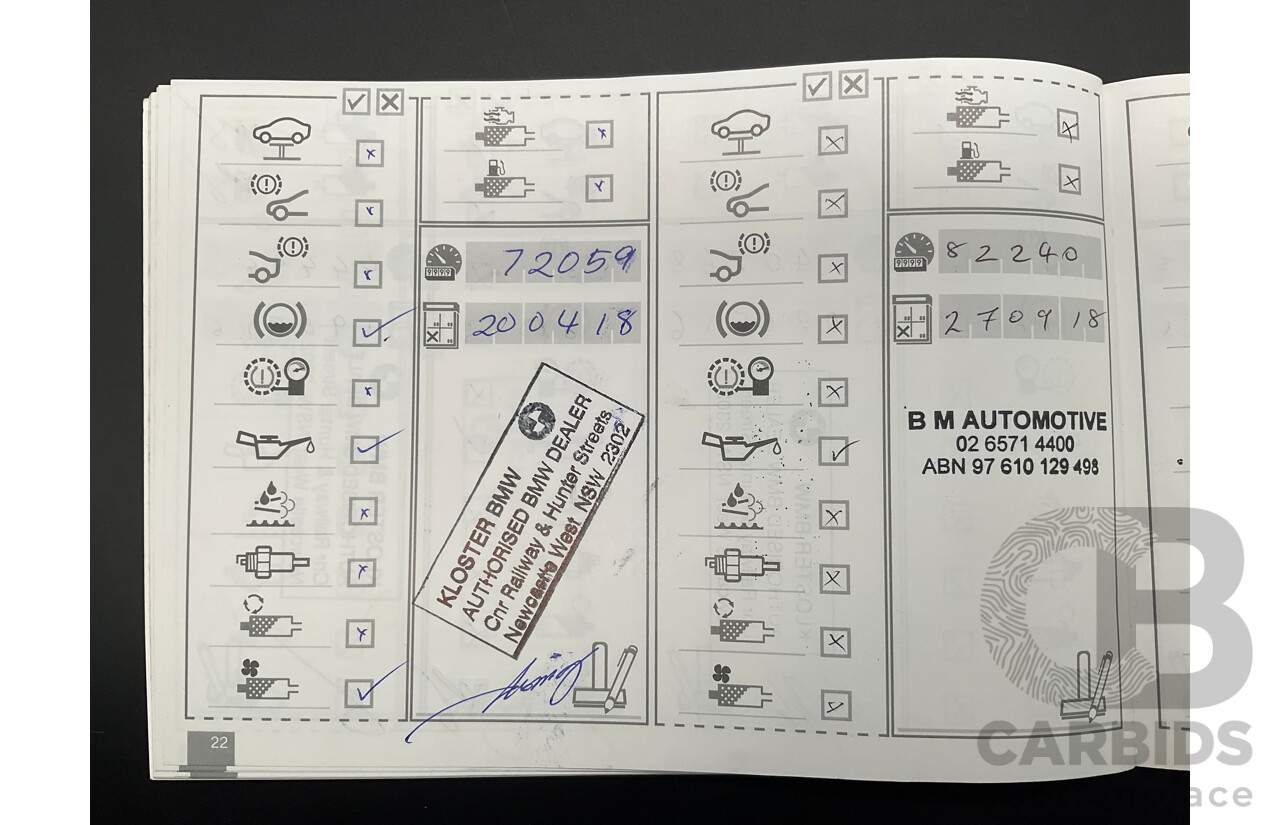 72059
200418
KLOSTER BMW
AUTHORISED BMW DEALER
Cnr Railway & Hunter Streets
Newcastle West NSW 2302
22
82240
270918
B M AUTOMOTIVE
02 6571 4400
ABN 97 610 129 498
CB
CARBIDS